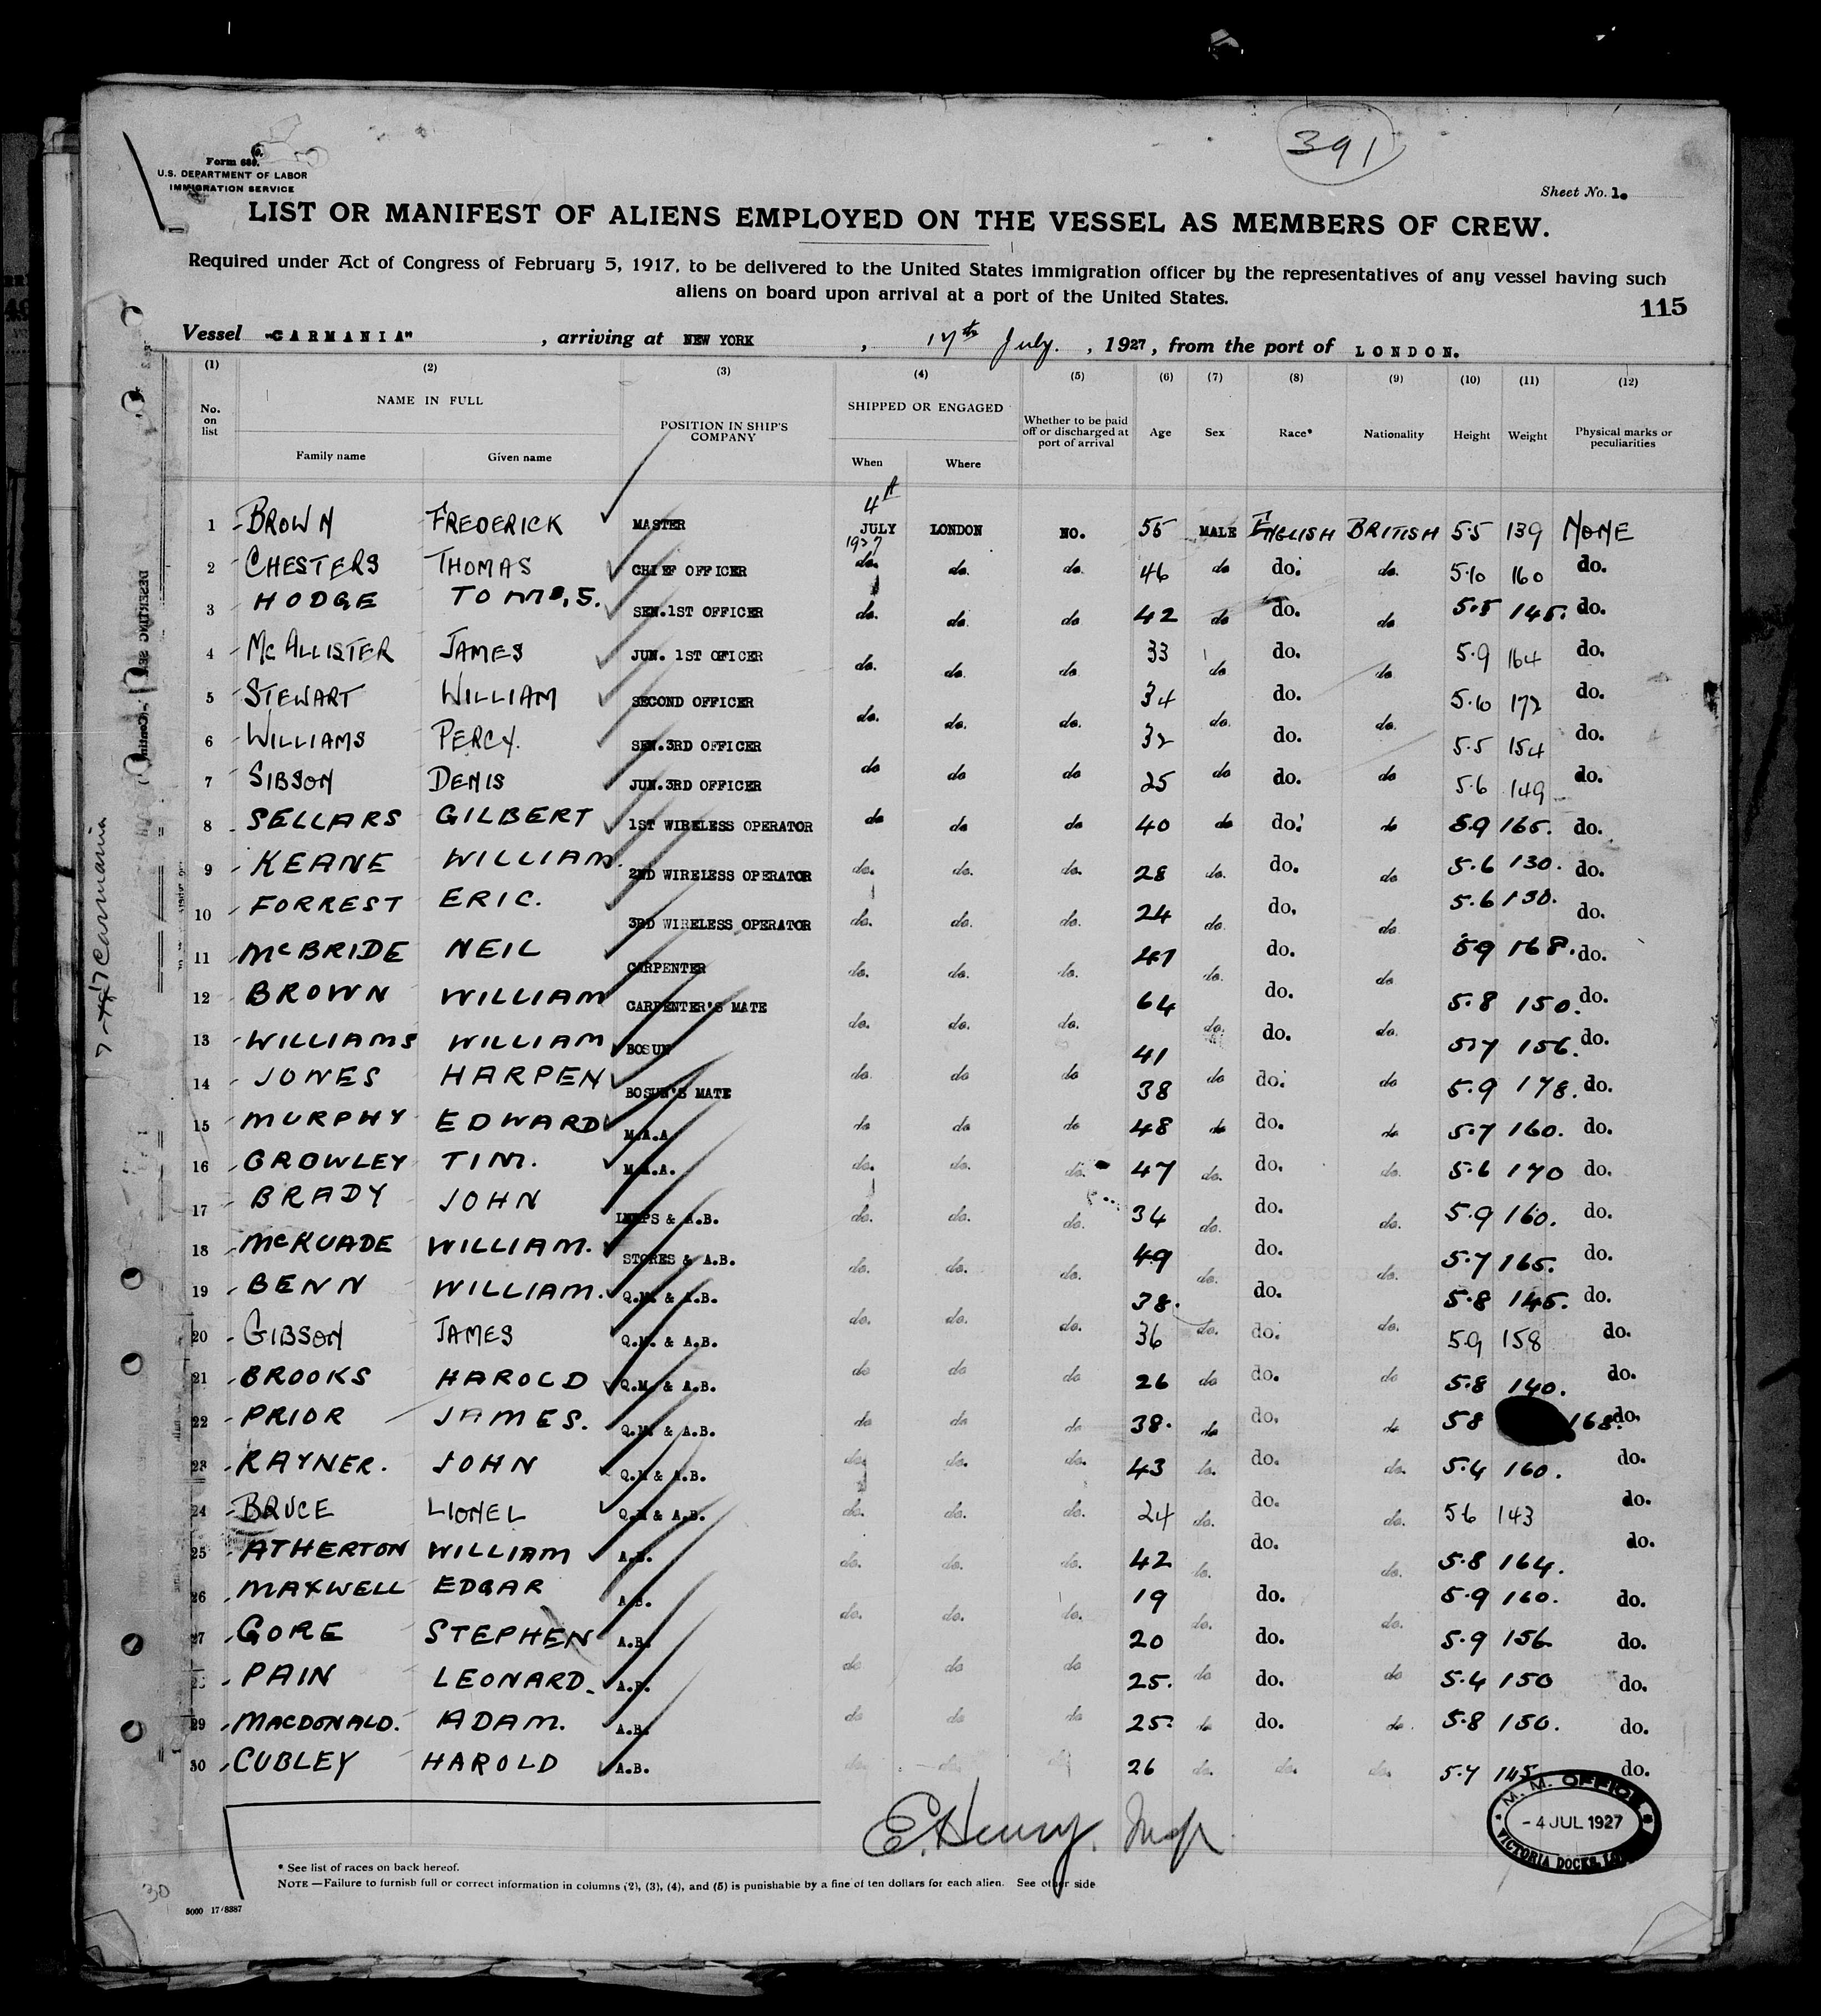 391
Form 689.
U.S. DEPARTMENT OF LABOR
IMMIGRATION SERVICE
Sheet No. 1.
LIST OR MANIFEST OF ALIENS EMPLOYED ON THE VESSEL AS MEMBERS OF CREW.
Required under Act of Congress of February 5, 1917, to be delivered to the United States immigration officer by the representatives of any vessel having such
aliens on board upon arrival at a port of the United States.
115
Vessel "CARMANIA" , arriving at NEW YORK , 17th July. , 1927, from the port of LONDON.
(1) (2) (3) (4) (5) (6) (7) (8) (9) (10) (11) (12)
No. on list NAME IN FULL Family name Given name POSITION IN SHIP'S COMPANY SHIPPED OR ENGAGED When Where Whether to be paid off or discharged at port of arrival Age Sex Race* Nationality Height Weight Physical marks or peculiarities
1 BROWN FREDERICK MASTER 4th JULY 1927 LONDON NO. 55 MALE ENGLISH BRITISH 5.5 139 NONE
2 CHESTERS THOMAS CHIEF OFFICER do. do. do. 46 do do. do. 5.10 160 do.
3 HODGE SEN.1ST OFFICER do. do. do 42 do do. do 5.8 145. do.
4 McALLISTER JAMES JUN. 1ST OFICER do. do. do. 33 do do. do 5.9 164 do.
5 STEWART WILLIAM SECOND OFFICER do. do. do. 34 do. do. do. 5.10 172 do.
6 WILLIAMS PERCY. SEN.3RD OFFICER do do do 32 do do. do 5.5 154 do.
7 SIBSON DENIS JUN.3RD OFFICER do do do 25 do do. do 5.6 149 do.
8 SELLARS GILBERT 1ST WIRELESS OPERATOR do do do 40 do do. do 5.9 165. do.
9 KEANE WILLIAM. 2ND WIRELESS OPERATOR do. do. do. 28 do. do. do 5.6 130. do.
10 FORREST ERIC. 3RD WIRELESS OPERATOR do. do. do. 24 do. do. do 5.6 130. do.
11 McBRIDE NEIL CARPENTER do. do. do. 47 do. do. do 5.9 168. do.
12 BROWN WILLIAM CARPENTER'S MATE do. do. do. 64 do. do. do. 5.8 150. do.
13 WILLIAMS WILLIAM BOSUN do do do 41 do do. do 5.7 156. do.
14 JONES HARPEN BOSUN'S MATE do do do 38 do do. do 5.9 178. do.
15 MURPHY EDWARD M.A.A. do do do 48 do do. do 5.7 160. do.
16 CROWLEY TIM. M.A.A. do. do. do. 47 do. do. do. 5.6 170 do.
17 BRADY JOHN LAMPS & A.B. do. do. do. 34 do. do. do. 5.9 160. do.
18 McKUADE WILLIAM. STORES & A.B. do. do. do. 49 do. do. do. 5.7 165. do.
19 BENN WILLIAM. Q.M. & A.B. do. do. do. 38. do. do. do. 5.8 145. do.
20 GIBSON JAMES Q.M. & A.B. do do do 36 do. do. do 5.9 158 do.
21 BROOKS HAROLD Q.M. & A.B. do do do 26 do do. do 5.8 140. do.
22 PRIOR JAMES. Q.M. & A.B. do do do 38. do do. do 5.8 168. do.
23 RAYNER. JOHN Q.M & A.B. do. do. do. 43 do. do. do. 5.4 160. do.
24 BRUCE LIONEL Q.M & A.B. do. do. do. 24 do. do. do. 5.6 143 do.
25 ATHERTON WILLIAM A.B. do. do. do. 42 do. do. do. 5.8 164. do.
26 MAXWELL EDGAR A.B. do. do. do. 19 do. do. do. 5.9 160. do.
27 GORE STEPHEN A.B. do do do 20 do do. do 5.9 156 do.
PAIN LEONARD. A.B. do do do 25. do do. do 5.4 150 do.
29 MACDONALD. ADAM. A.B. do do do 25. do do. do. 5.8 150. do.
30 CUBLEY HAROLD A.B. do. do. 26 do. do. do. 5.7 145 do.
E. Henry. Insp
M. M. OFFICE
- 4 JUL 1927
VICTORIA DOCKS,
* See list of races on back hereof.
NOTE—Failure to furnish full or correct information in columns (2), (3), (4), and (5) is punishable by a fine of ten dollars for each alien. See other side
30
5000 17/8387
Carmania